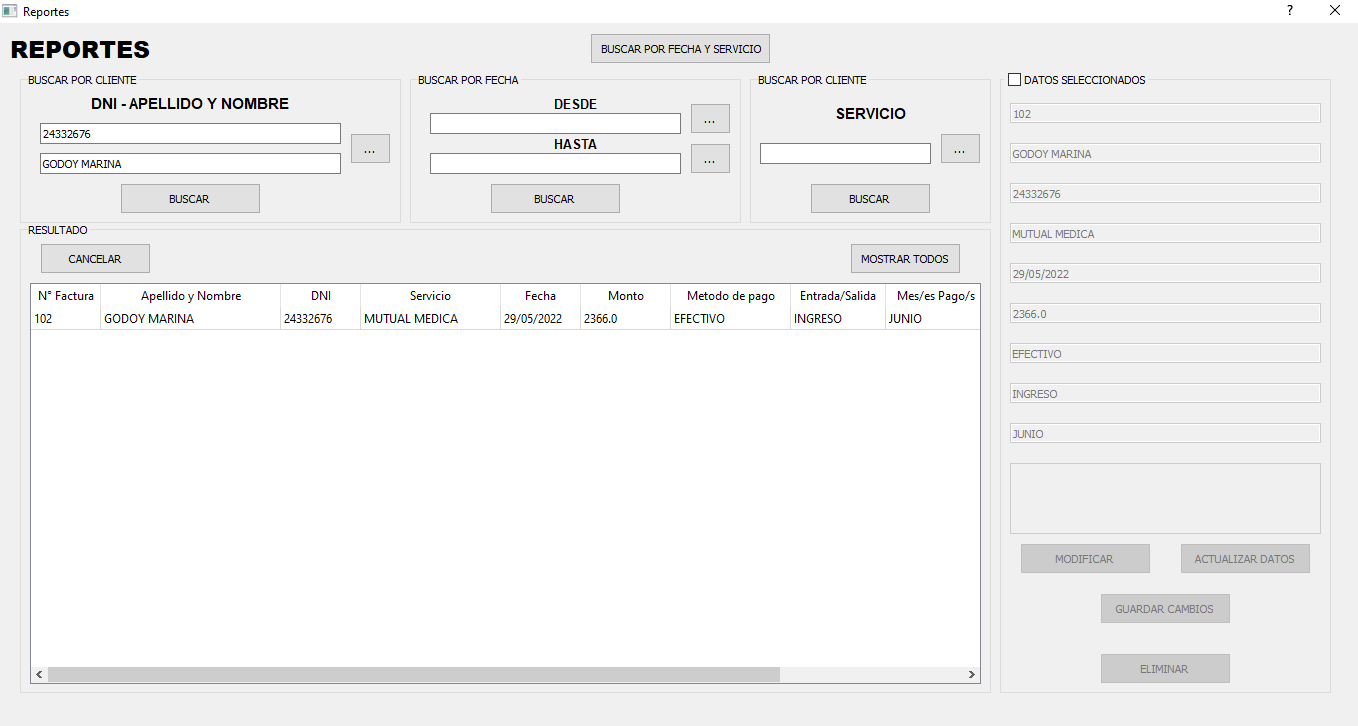 Reportes
?
REPORTES
BUSCAR POR FECHA Y SERVICIO
BUSCAR POR CLIENTE
DNI - APELLIDO Y NOMBRE
24332676
...
GODOY MARINA
BUSCAR
BUSCAR POR FECHA
DESDE
...
HASTA
...
BUSCAR
BUSCAR POR CLIENTE
SERVICIO
...
BUSCAR
RESULTADO
CANCELAR
MOSTRAR TODOS
N° Factura Apellido y Nombre DNI Servicio Fecha Monto Metodo de pago Entrada/Salida Mes/es Pago/s
102 GODOY MARINA 24332676 MUTUAL MEDICA 29/05/2022 2366.0 EFECTIVO INGRESO JUNIO
DATOS SELECCIONADOS
102
GODOY MARINA
24332676
MUTUAL MEDICA
29/05/2022
2366.0
EFECTIVO
INGRESO
JUNIO
MODIFICAR
ACTUALIZAR DATOS
GUARDAR CAMBIOS
ELIMINAR